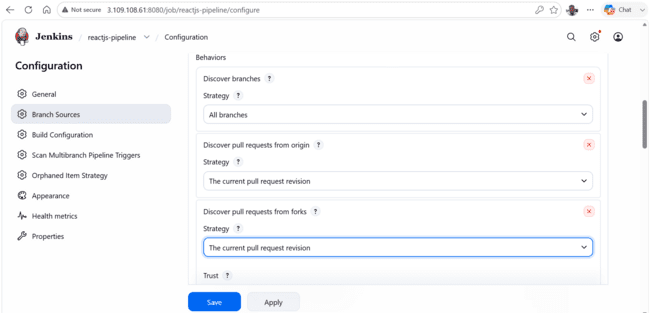 Not secure 3.109.108.61:8080/job/reactjs-pipeline/configure Chat
Jenkins / reactjs-pipeline / Configuration
Configuration
General
Branch Sources
Build Configuration
Scan Multibranch Pipeline Triggers
Orphaned Item Strategy
Appearance
Health metrics
Properties
Behaviors
Discover branches ?
Strategy ?
All branches
Discover pull requests from origin ?
Strategy ?
The current pull request revision
Discover pull requests from forks ?
Strategy ?
The current pull request revision
Trust ?
Save Apply